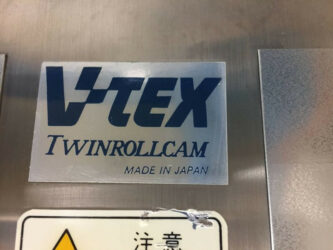 V-TEX
TWINROLLCAM
MADE IN JAPAN
注意